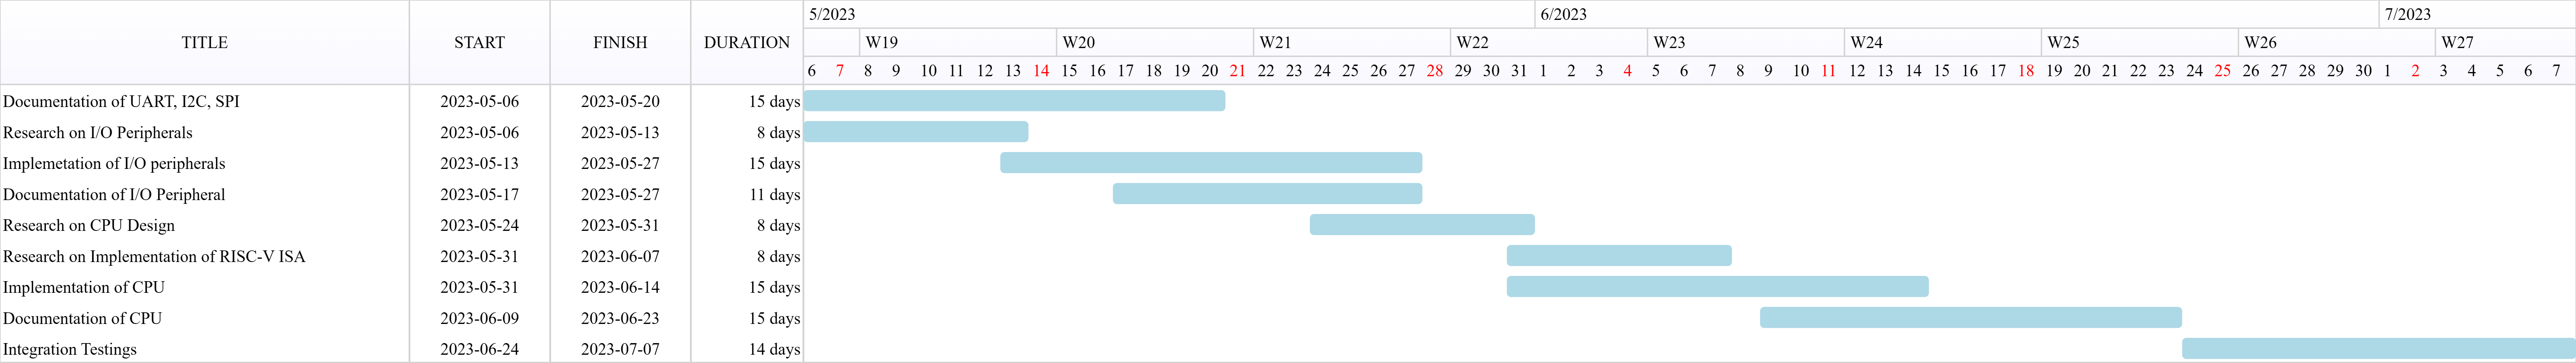 5/2023 6/2023 7/2023
TITLE START FINISH DURATION W19 W20 W21 W22 W23 W24 W25 W26 W27
6 7 8 9 10 11 12 13 14 15 16 17 18 19 20 21 22 23 24 25 26 27 28 29 30 31 1 2 3 4 5 6 7 8 9 10 11 12 13 14 15 16 17 18 19 20 21 22 23 24 25 26 27 28 29 30 1 2 3 4 5 6 7
Documentation of UART, I2C, SPI 2023-05-06 2023-05-20 15 days
Research on I/O Peripherals 2023-05-06 2023-05-13 8 days
Implemetation of I/O peripherals 2023-05-13 2023-05-27 15 days
Documentation of I/O Peripheral 2023-05-17 2023-05-27 11 days
Research on CPU Design 2023-05-24 2023-05-31 8 days
Research on Implementation of RISC-V ISA 2023-05-31 2023-06-07 8 days
Implementation of CPU 2023-05-31 2023-06-14 15 days
Documentation of CPU 2023-06-09 2023-06-23 15 days
Integration Testings 2023-06-24 2023-07-07 14 days